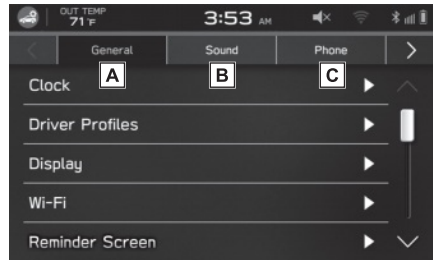 OUT TEMP
71°F
3:53 AM
General Sound Phone
A B C
Clock
Driver Profiles
Display
Wi-Fi
Reminder Screen